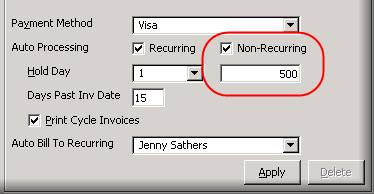 Payment Method Visa
Auto Processing Recurring Non-Recurring
Hold Day 1 500
Days Past Inv Date 15
Print Cycle Invoices
Auto Bill To Recurring Jenny Sathers
Apply Delete